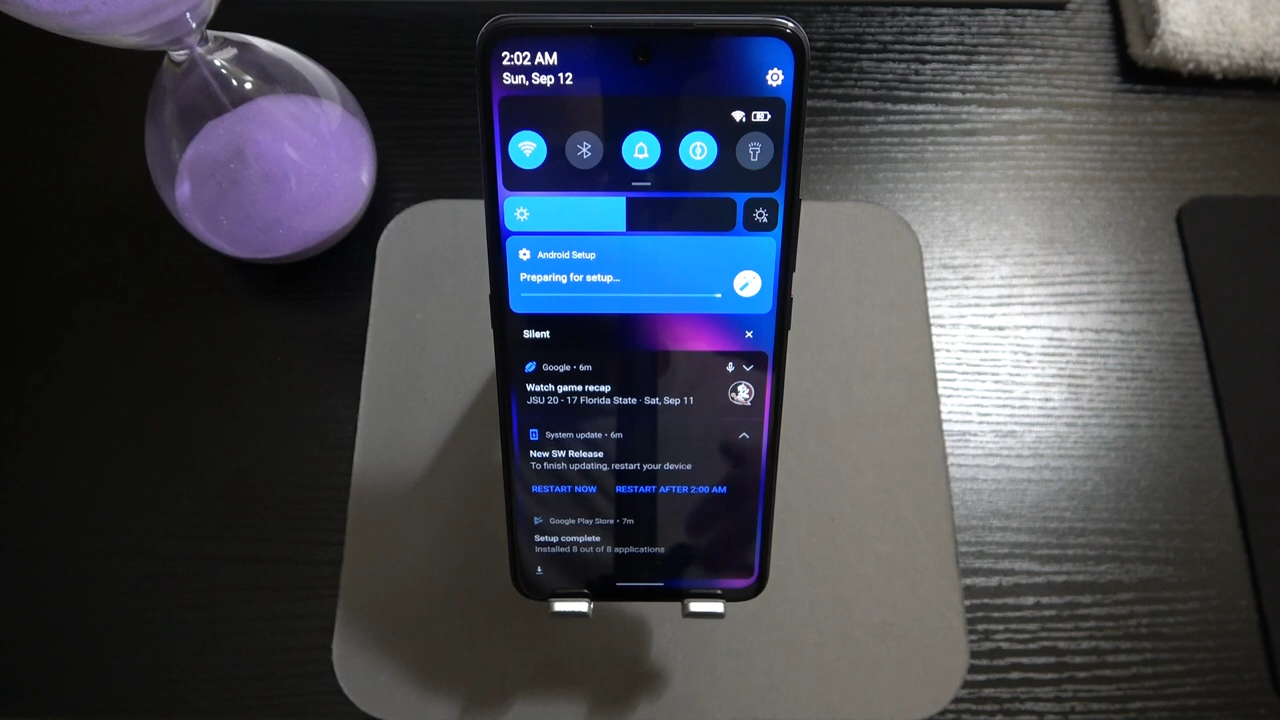 2:02 AM
Sun, Sep 12
80
Android Setup
Preparing for setup...
Silent
Google • 6m
Watch game recap
JSU 20 - 17 Florida State · Sat, Sep 11
System update • 6m
New SW Release
To finish updating, restart your device
RESTART NOW RESTART AFTER 2:00 AM
Google Play Store • 7m
Setup complete
Installed 8 out of 8 applications